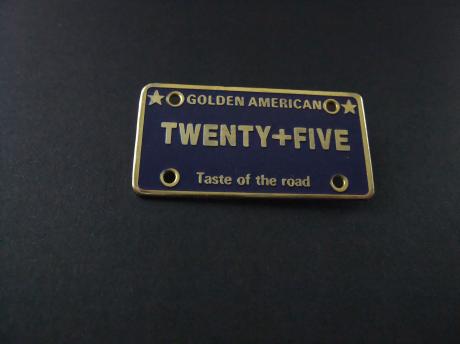 GOLDEN AMERICAN
TWENTY+FIVE
Taste of the road